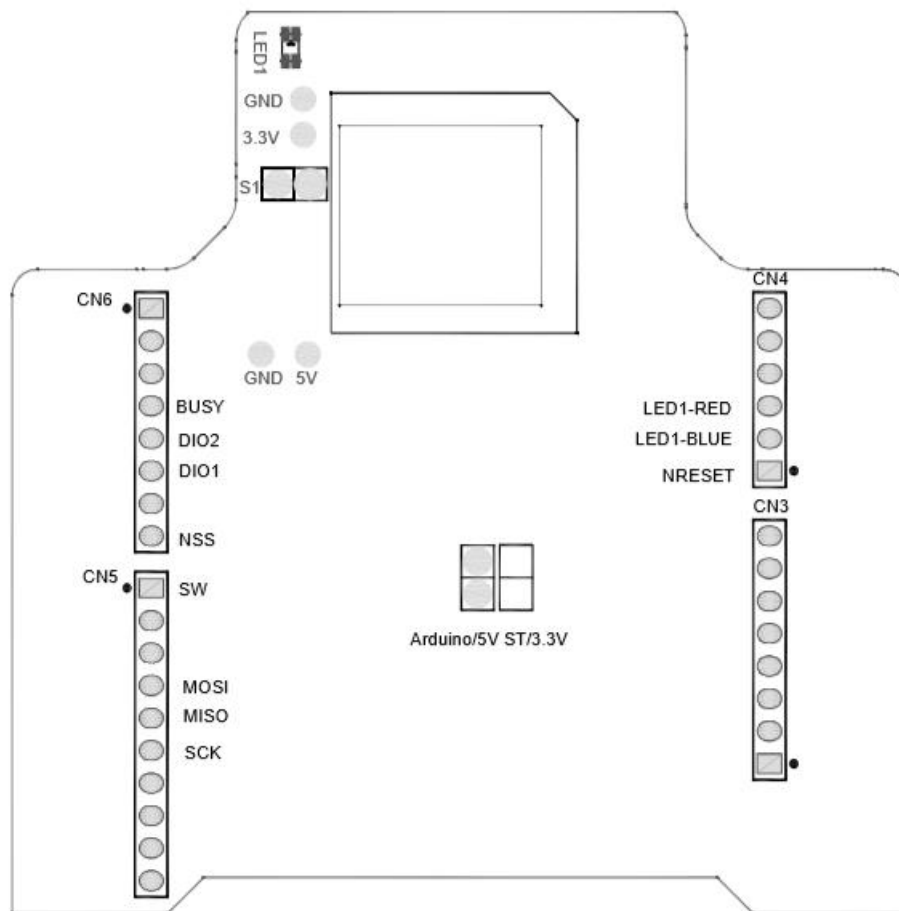 LED1
GND
3.3V
S1
CN6
CN4
GND 5V
BUSY
LED1-RED
DIO2
LED1-BLUE
DIO1
NRESET
CN3
NSS
CN5
SW
Arduino/5V ST/3.3V
MOSI
MISO
SCK